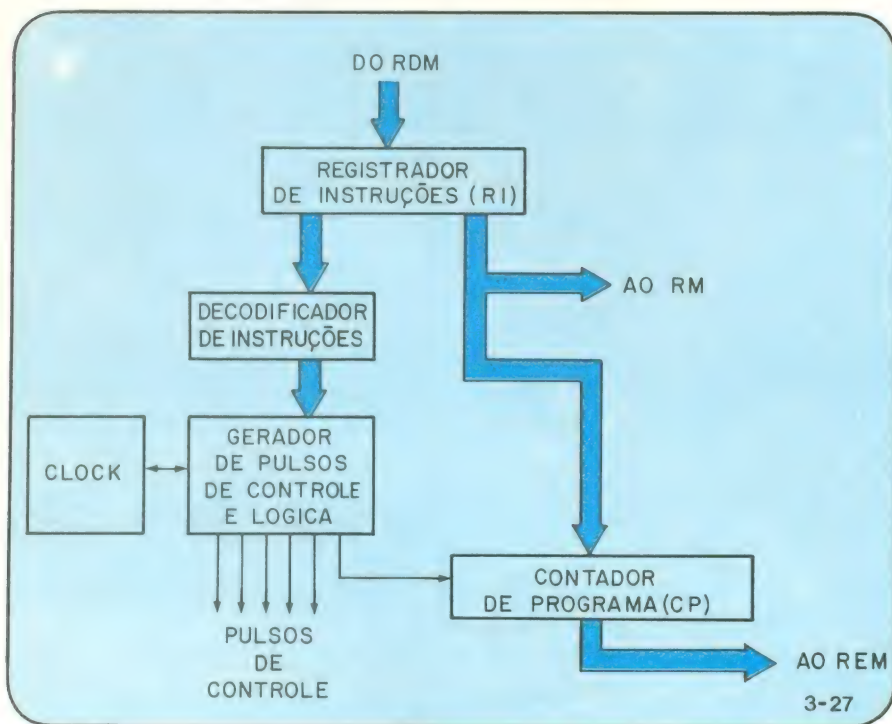 DO RDM
REGISTRADOR
DE INSTRUÇÕES (RI)
AO RM
DECODIFICADOR
DE INSTRUÇÕES
CLOCK
GERADOR
DE PULSOS
DE CONTROLE
E LOGICA
CONTADOR
DE PROGRAMA (CP)
PULSOS
DE
CONTROLE
AO REM
3-27